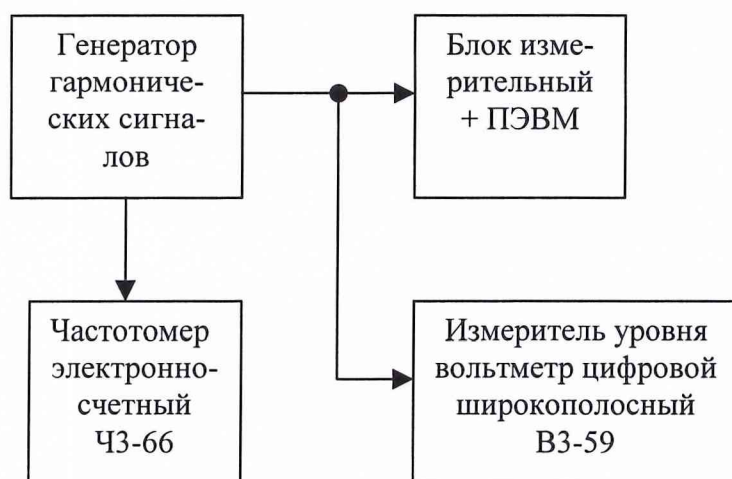 Генератор
гармониче-
ских сигна-
лов
Блок изме-
рительный
+ ПЭВМ
Частотомер
электронно-
счетный
Ч3-66
Измеритель уровня
вольтметр цифровой
широкополосный
В3-59